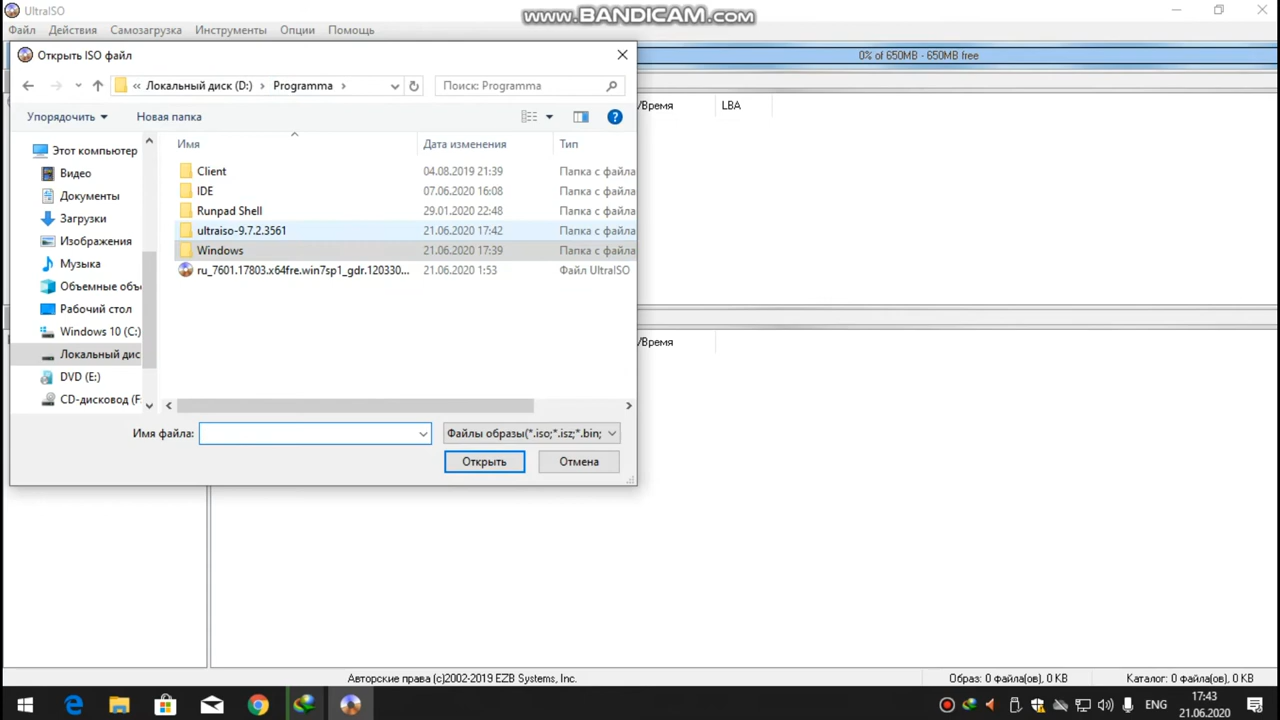 UltraISO
www.BANDICAM.com
Файл Действия Самозагрузка Инструменты Опции Помощь
Открыть ISO файл
0% of 650MB - 650MB free
« Локальный диск (D:) › Programma ›
Поиск: Programma
/Время LBA
Упорядочить Новая папка
Имя Дата изменения Тип
Этот компьютер
Видео
Документы
Загрузки
Изображения
Музыка
Объемные объ
Рабочий стол
Windows 10 (C:)
Локальный дис
DVD (E:)
CD-дисковод (F
Client 04.08.2019 21:39 Папка с файла
IDE 07.06.2020 16:08 Папка с файла
Runpad Shell 29.01.2020 22:48 Папка с файла
ultraiso-9.7.2.3561 21.06.2020 17:42 Папка с файла
Windows 21.06.2020 17:39 Папка с файла
ru_7601.17803.x64fre.win7sp1_gdr.120330... 21.06.2020 1:53 Файл UltraISO
/Время
Имя файла:
Файлы образы(*.iso;*.isz;*.bin;
Открыть Отмена
Авторские права (c)2002-2019 EZB Systems, Inc.
Образ: 0 файла(ов), 0 KB
Каталог: 0 файла(ов), 0 KB
ENG
17:43
21.06.2020